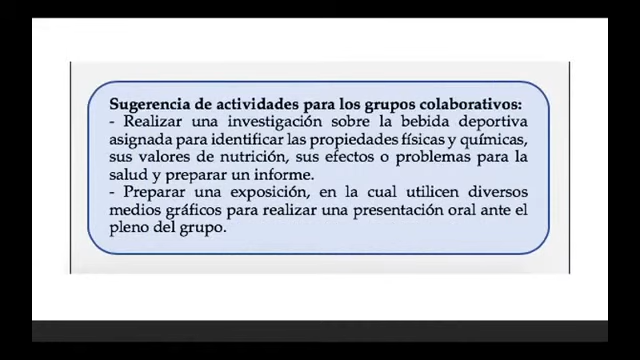 Sugerencia de actividades para los grupos colaborativos:
- Realizar una investigación sobre la bebida deportiva
asignada para identificar las propiedades físicas y químicas,
sus valores de nutrición, sus efectos o problemas para la
salud y preparar un informe.
- Preparar una exposición, en la cual utilicen diversos
medios gráficos para realizar una presentación oral ante el
pleno del grupo.